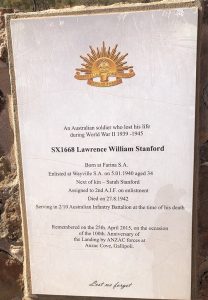 An Australian soldier who lost his life
during World War II 1939 -1945
SX1668 Lawrence William Stanford
Born at Farina S.A.
Enlisted at Wayville S.A. on 5.01.1940 aged 34
Next of kin – Sarah Stanford
Assigned to 2nd A.I.F. on enlistment
Died on 27.8.1942
Serving in 2/10 Australian Infantry Battalion at the time of his death
Remembered on the 25th April 2015, on the occasion
of the 100th Anniversary of
the Landing by ANZAC forces at
Anzac Cove, Gallipoli.
Lest we forget